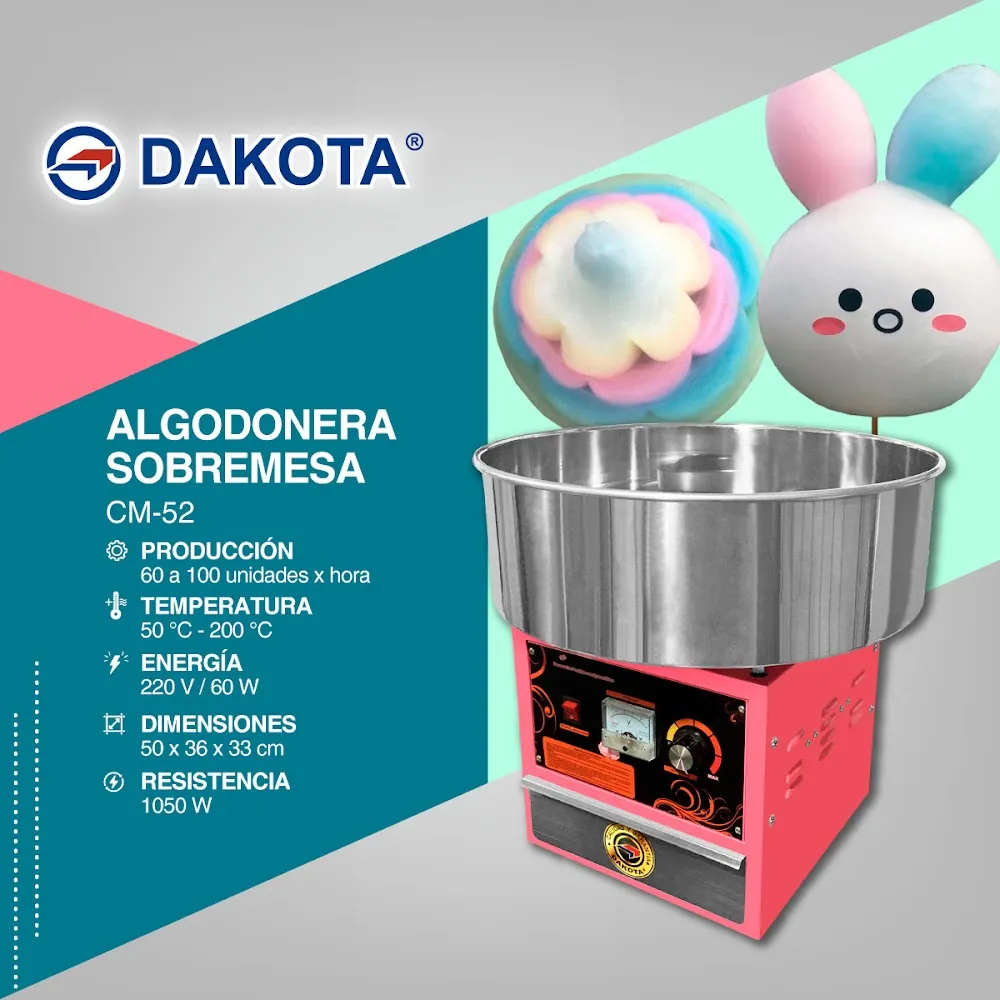 DAKOTA®
ALGODONERA
SOBREMESA
CM-52
PRODUCCIÓN
60 a 100 unidades x hora
TEMPERATURA
50 °C - 200 °C
ENERGÍA
220 V / 60 W
DIMENSIONES
50 x 36 x 33 cm
RESISTENCIA
1050 W
V
MAX
DAKOTA